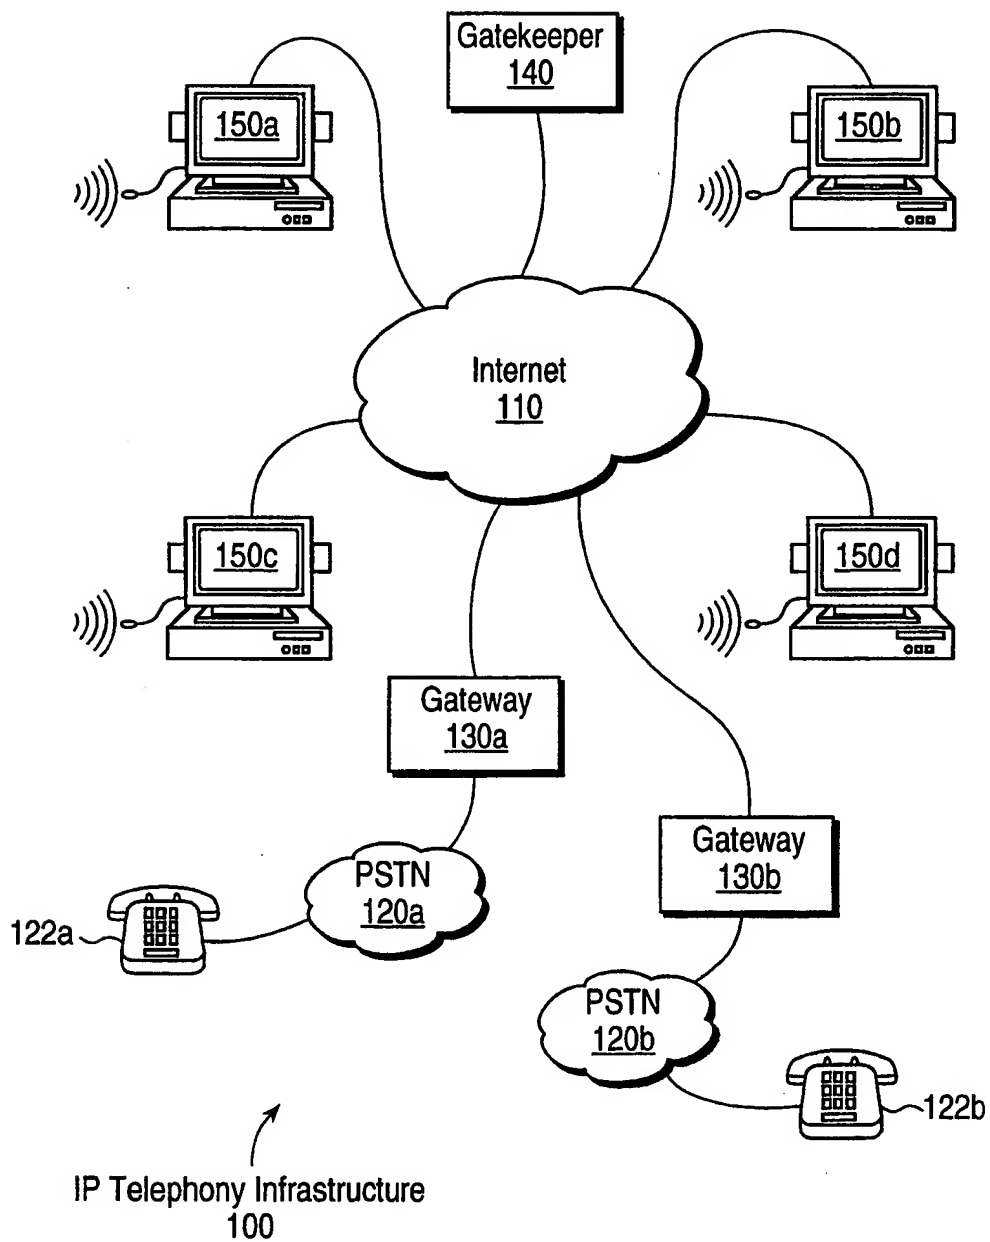 Gatekeeper
140
150a
150b
Internet
110
150c
150d
Gateway
130a
Gateway
130b
PSTN
120a
122a
PSTN
120b
122b
IP Telephony Infrastructure
100